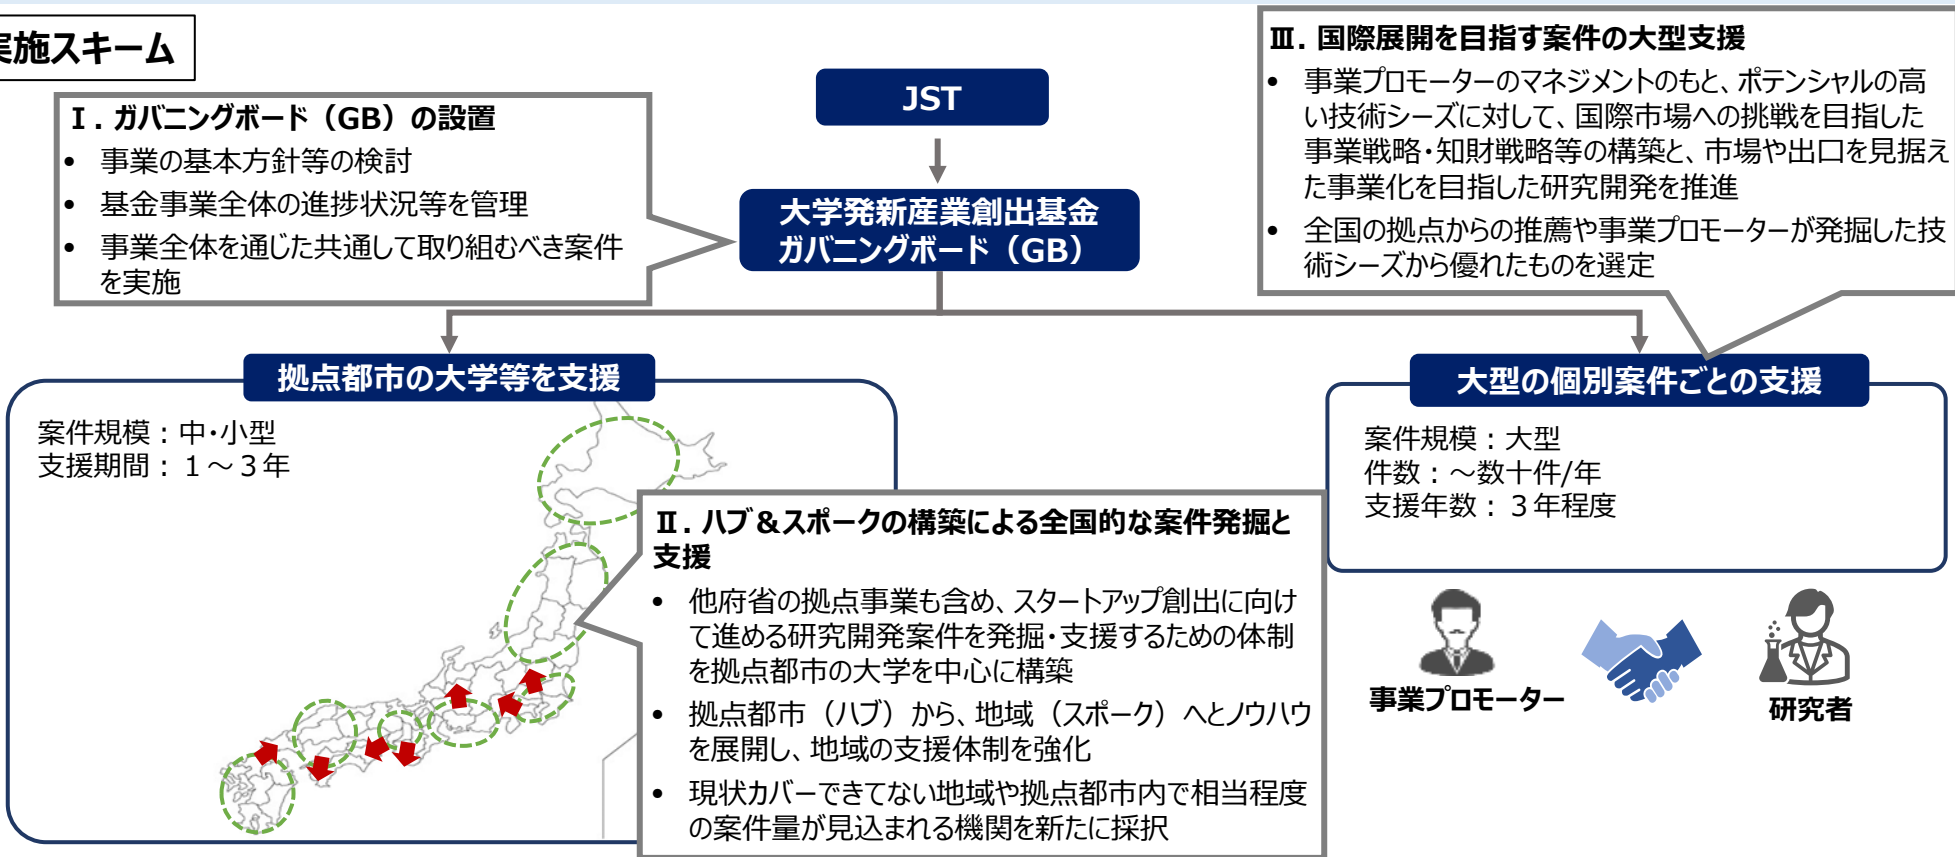 実施スキーム
Ⅰ．ガバニングボード（GB）の設置
• 事業の基本方針等の検討
• 基金事業全体の進捗状況等を管理
• 事業全体を通じた共通して取り組むべき案件
を実施
JST
大学発新産業創出基金
ガバニングボード（GB）
Ⅲ．国際展開を目指す案件の大型支援
• 事業プロモーターのマネジメントのもと、ポテンシャルの高
い技術シーズに対して、国際市場への挑戦を目指した
事業戦略・知財戦略等の構築と、市場や出口を見据え
た事業化を目指した研究開発を推進
• 全国の拠点からの推薦や事業プロモーターが発掘した技
術シーズから優れたものを選定
拠点都市の大学等を支援
案件規模：中・小型
支援期間：１～３年
Ⅱ．ハブ＆スポークの構築による全国的な案件発掘と
支援
• 他府省の拠点事業も含め、スタートアップ創出に向け
て進める研究開発案件を発掘・支援するための体制
を拠点都市の大学を中心に構築
• 拠点都市（ハブ）から、地域（スポーク）へとノウハウ
を展開し、地域の支援体制を強化
• 現状カバーできてない地域や拠点都市内で相当程度
の案件量が見込まれる機関を新たに採択
大型の個別案件ごとの支援
案件規模：大型
件数：～数十件/年
支援年数：３年程度
事業プロモーター
研究者